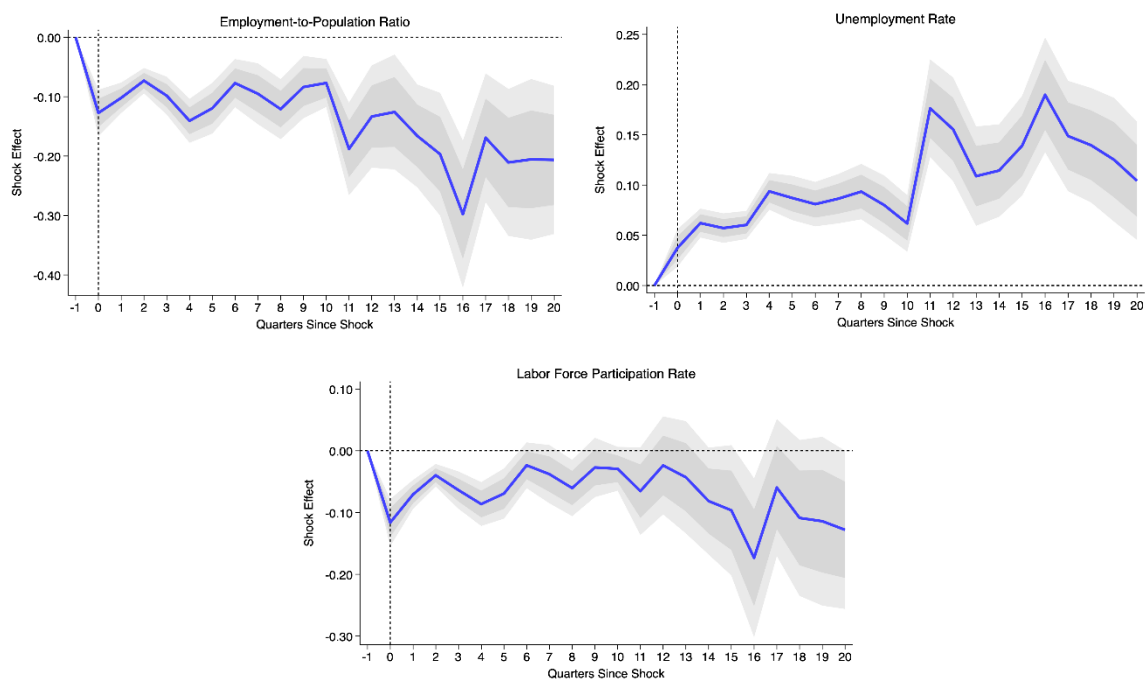 Employment-to-Population Ratio
0.00
-0.10
-0.20
-0.30
-0.40
Shock Effect
-1 0 1 2 3 4 5 6 7 8 9 10 11 12 13 14 15 16 17 18 19 20
Quarters Since Shock
Unemployment Rate
0.25
0.20
0.15
0.10
0.05
0.00
Shock Effect
-1 0 1 2 3 4 5 6 7 8 9 10 11 12 13 14 15 16 17 18 19 20
Quarters Since Shock
Labor Force Participation Rate
0.10
0.00
-0.10
-0.20
-0.30
Shock Effect
-1 0 1 2 3 4 5 6 7 8 9 10 11 12 13 14 15 16 17 18 19 20
Quarters Since Shock